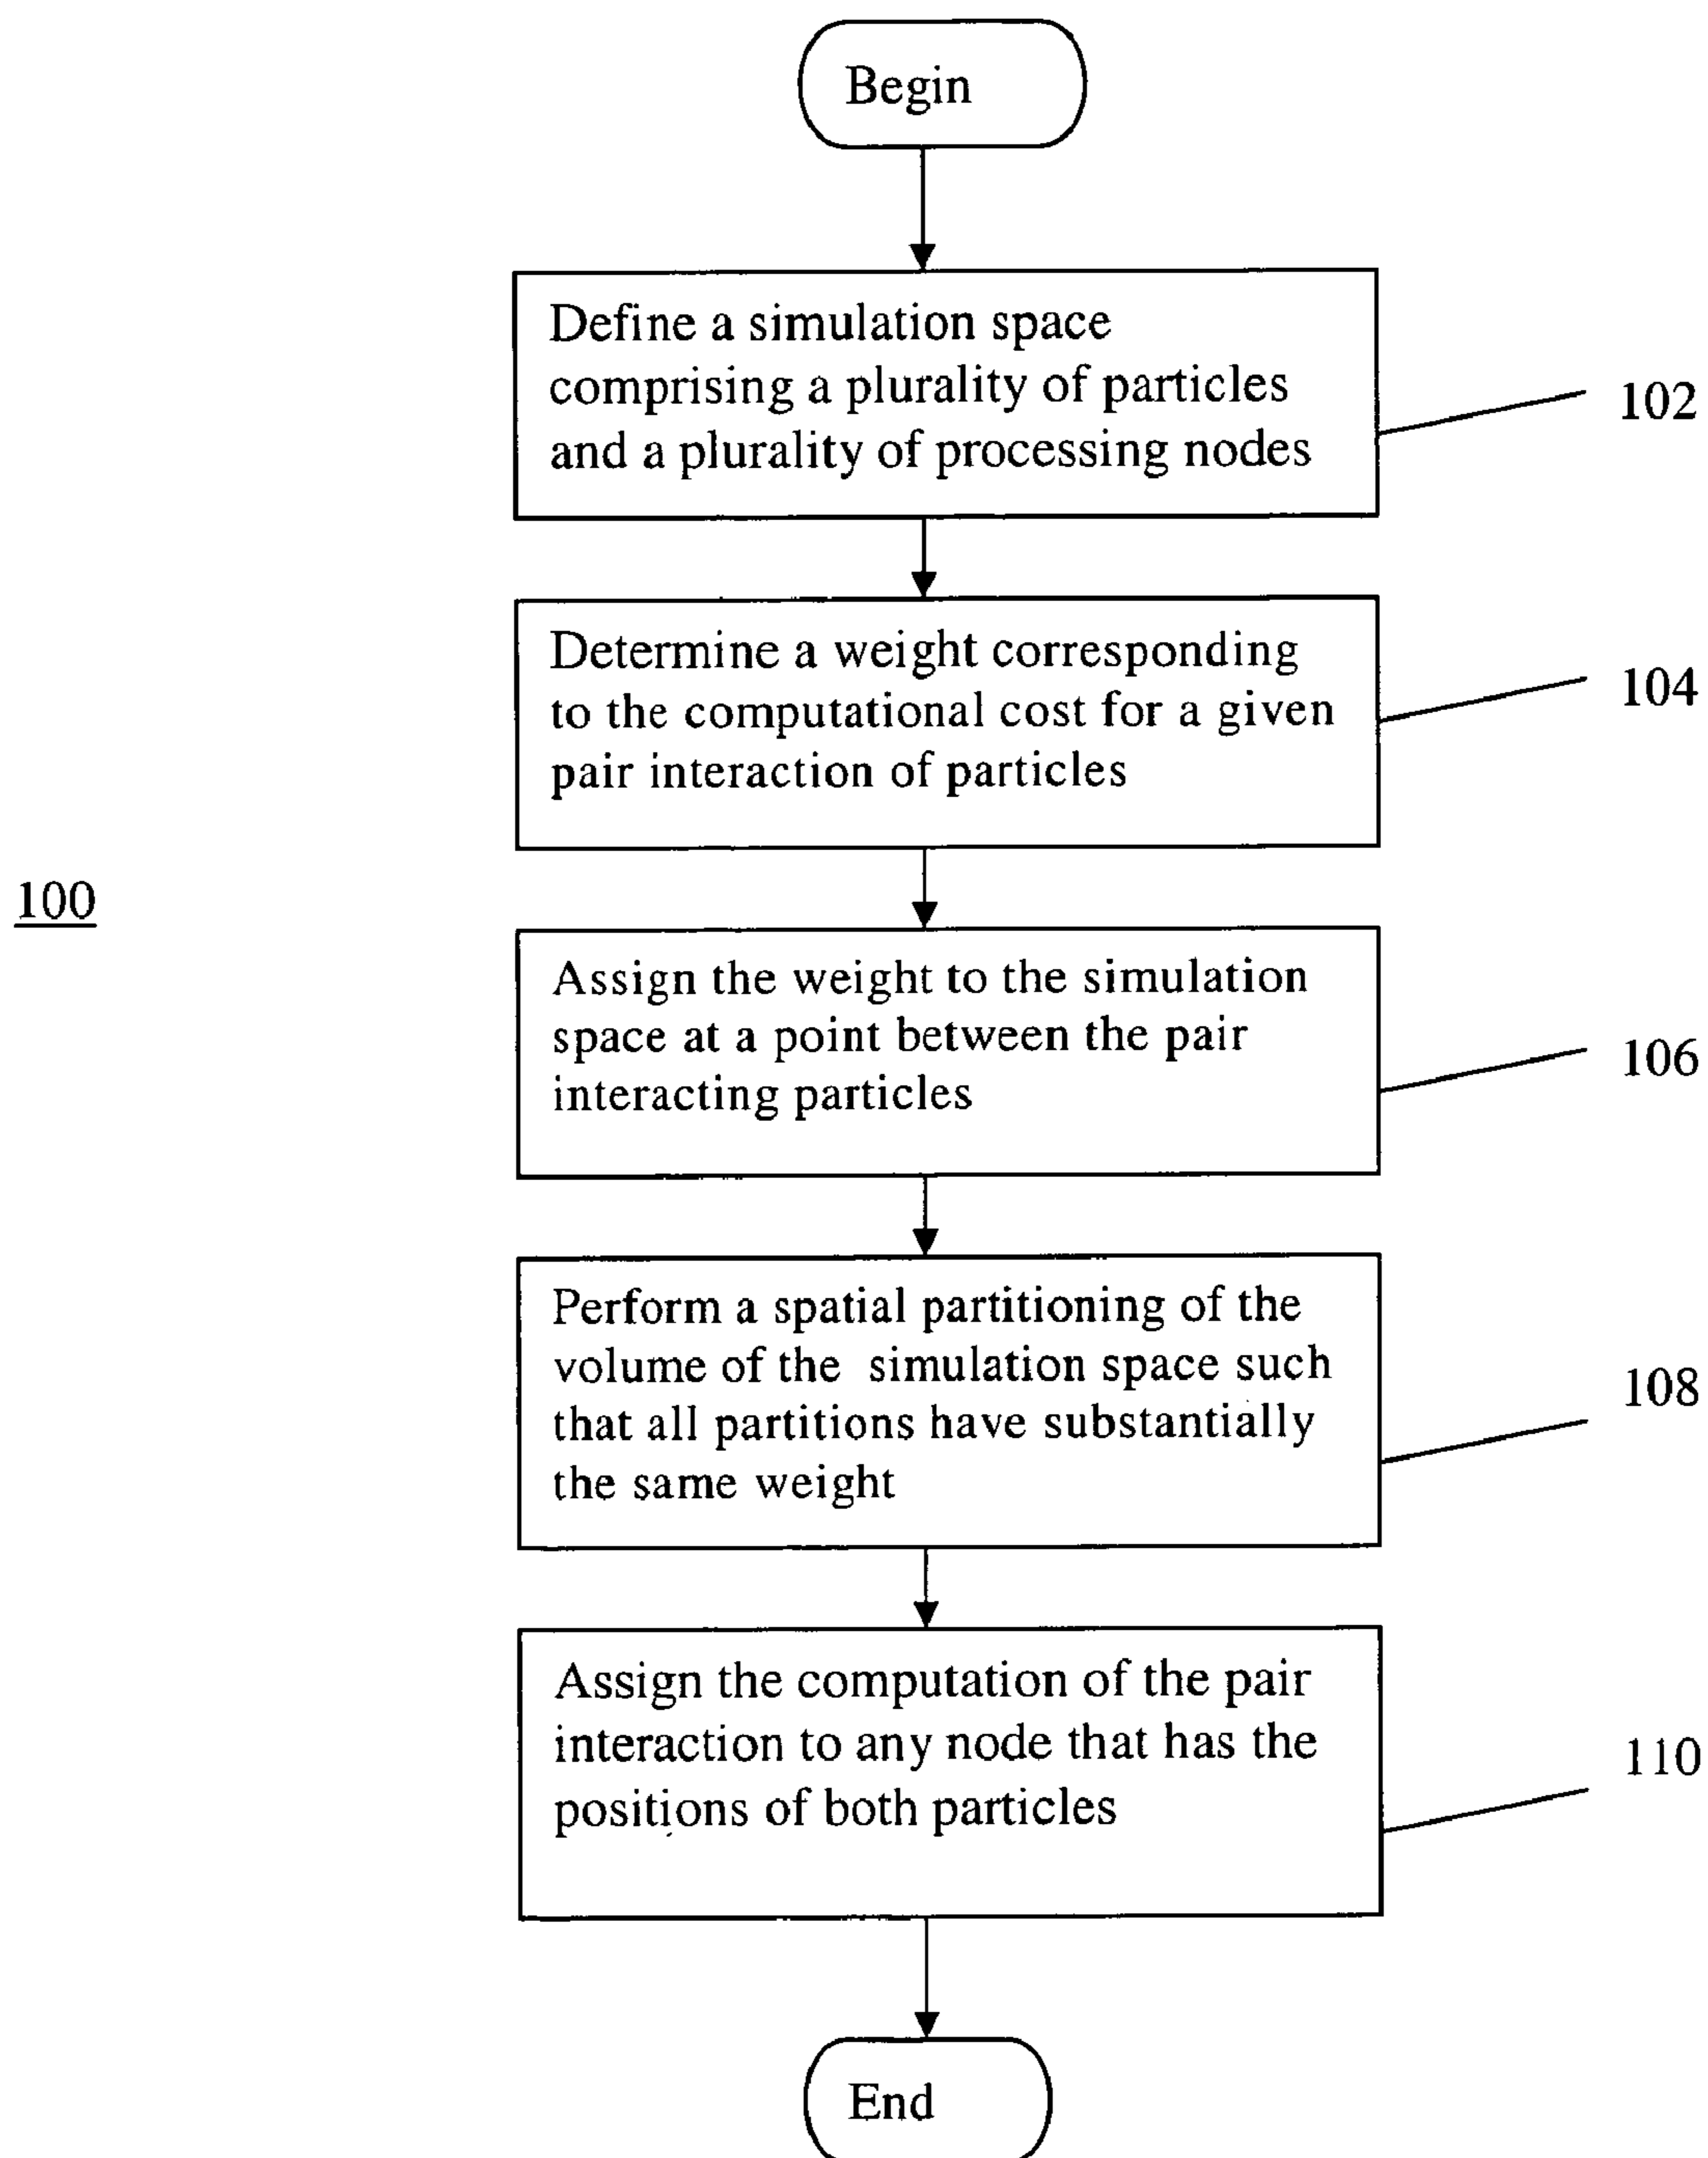 Begin
Define a simulation space
comprising a plurality of particles
and a plurality of processing nodes
102
Determine a weight corresponding
to the computational cost for a given
pair interaction of particles
104
100
Assign the weight to the simulation
space at a point between the pair
interacting particles
106
Perform a spatial partitioning of the
volume of the simulation space such
that all partitions have substantially
the same weight
108
Assign the computation of the pair
interaction to any node that has the
positions of both particles
110
End